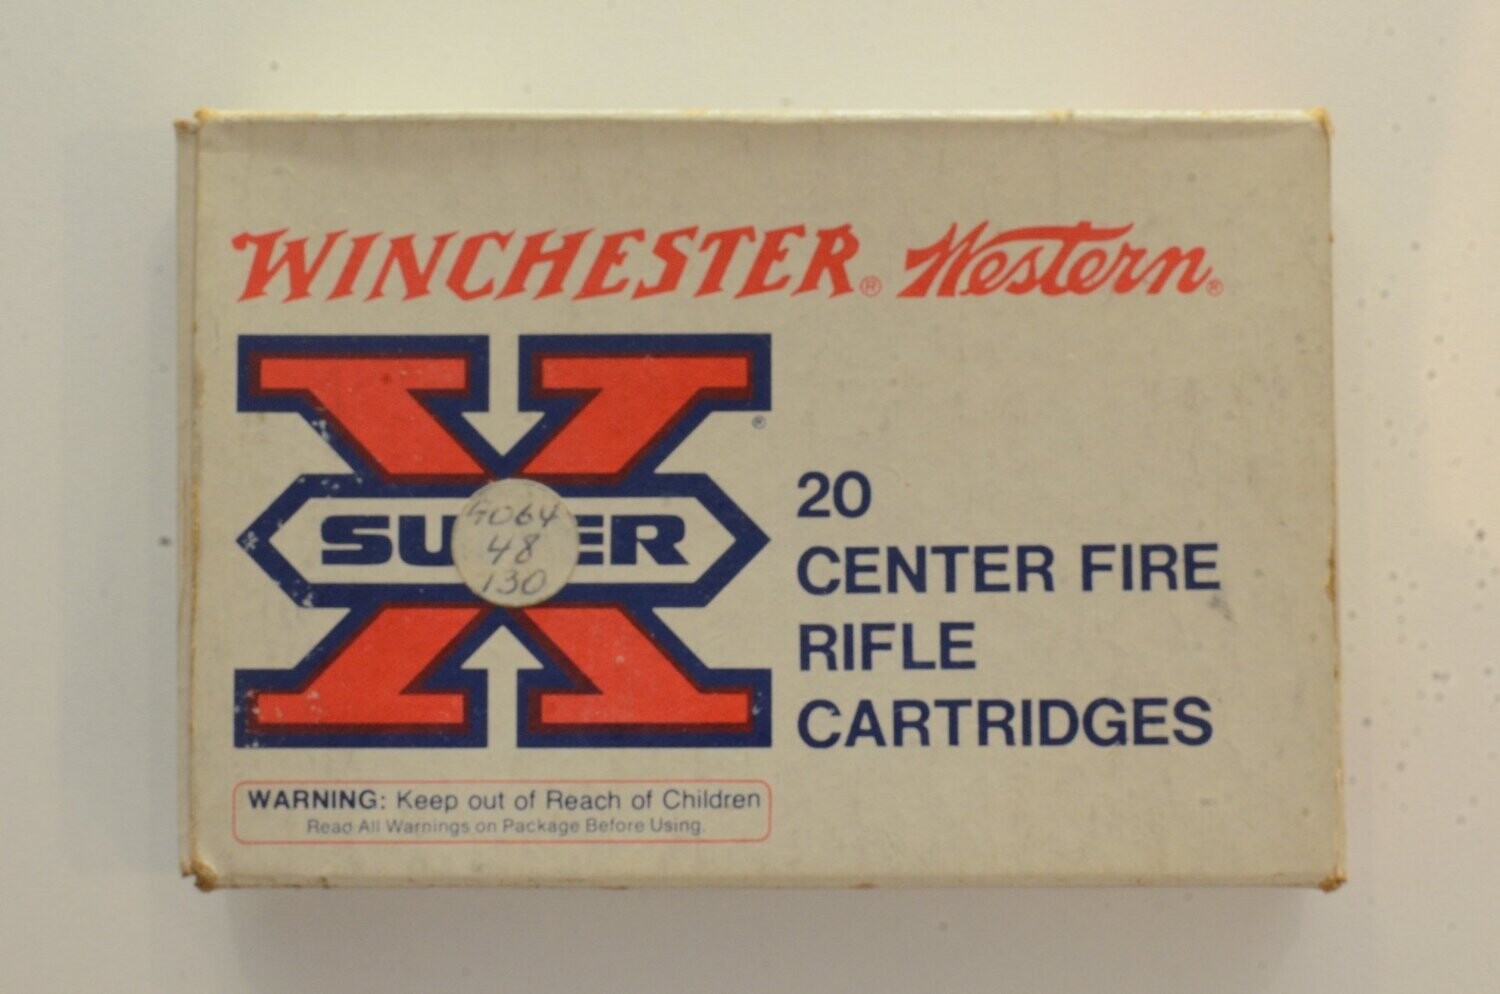 WINCHESTER® Western®
®
SUPER
48
130
20
CENTER FIRE
RIFLE
CARTRIDGES
WARNING: Keep out of Reach of Children
Read All Warnings on Package Before Using.